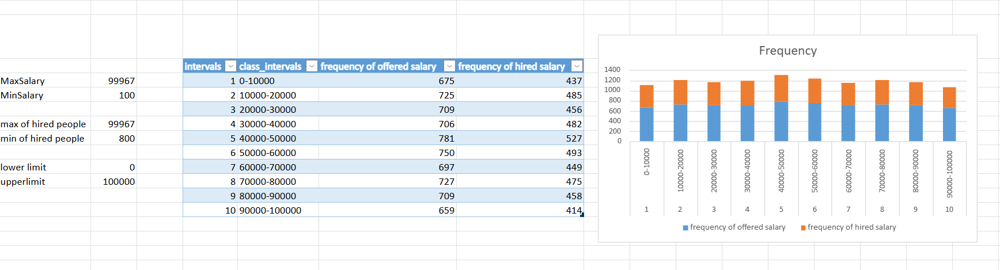 intervals class_intervals frequency of offered salary frequency of hired salary
MaxSalary 99967 1 0-10000 675 437
MinSalary 100 2 10000-20000 725 485
3 20000-30000 709 456
max of hired people 99967 4 30000-40000 706 482
min of hired people 800 5 40000-50000 781 527
6 50000-60000 750 493
lower limit 0 7 60000-70000 697 449
upperlimit 100000 8 70000-80000 727 475
9 80000-90000 709 458
10 90000-100000 659 414
Frequency
1400
1200
1000
800
600
400
200
0
0-10000 10000-20000 20000-30000 30000-40000 40000-50000 50000-60000 60000-70000 70000-80000 80000-90000 90000-100000
1 2 3 4 5 6 7 8 9 10
frequency of offered salary frequency of hired salary